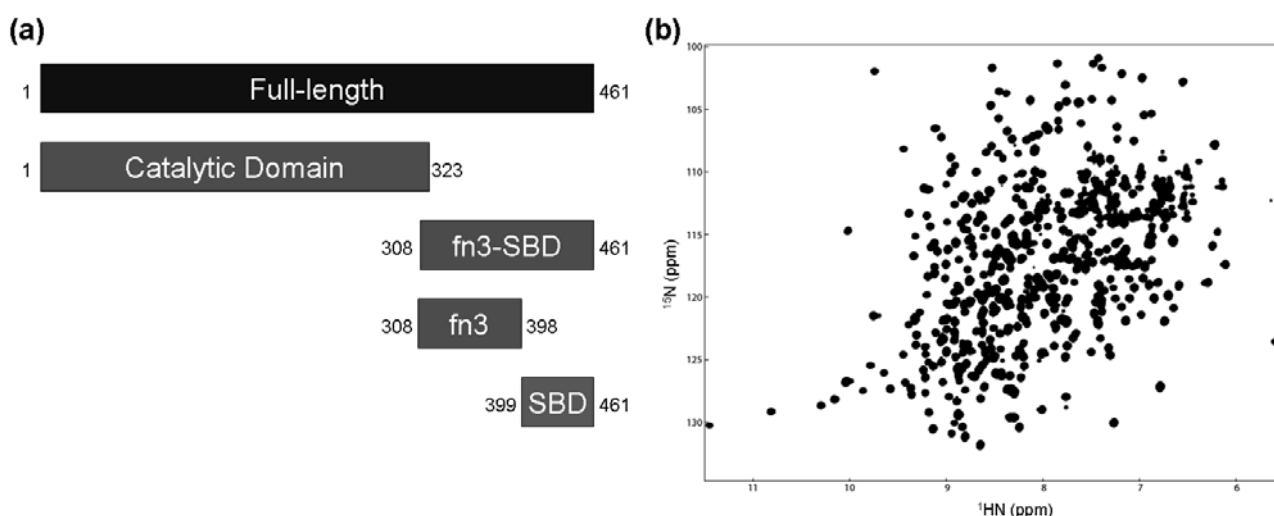 (a)
1 Full-length 461
1 Catalytic Domain 323
308 fn3-SBD 461
308 fn3 398
399 SBD 461
(b)
100
105
110
115
120
125
130
¹⁵N (ppm)
11 10 9 8 7 6
¹HN (ppm)